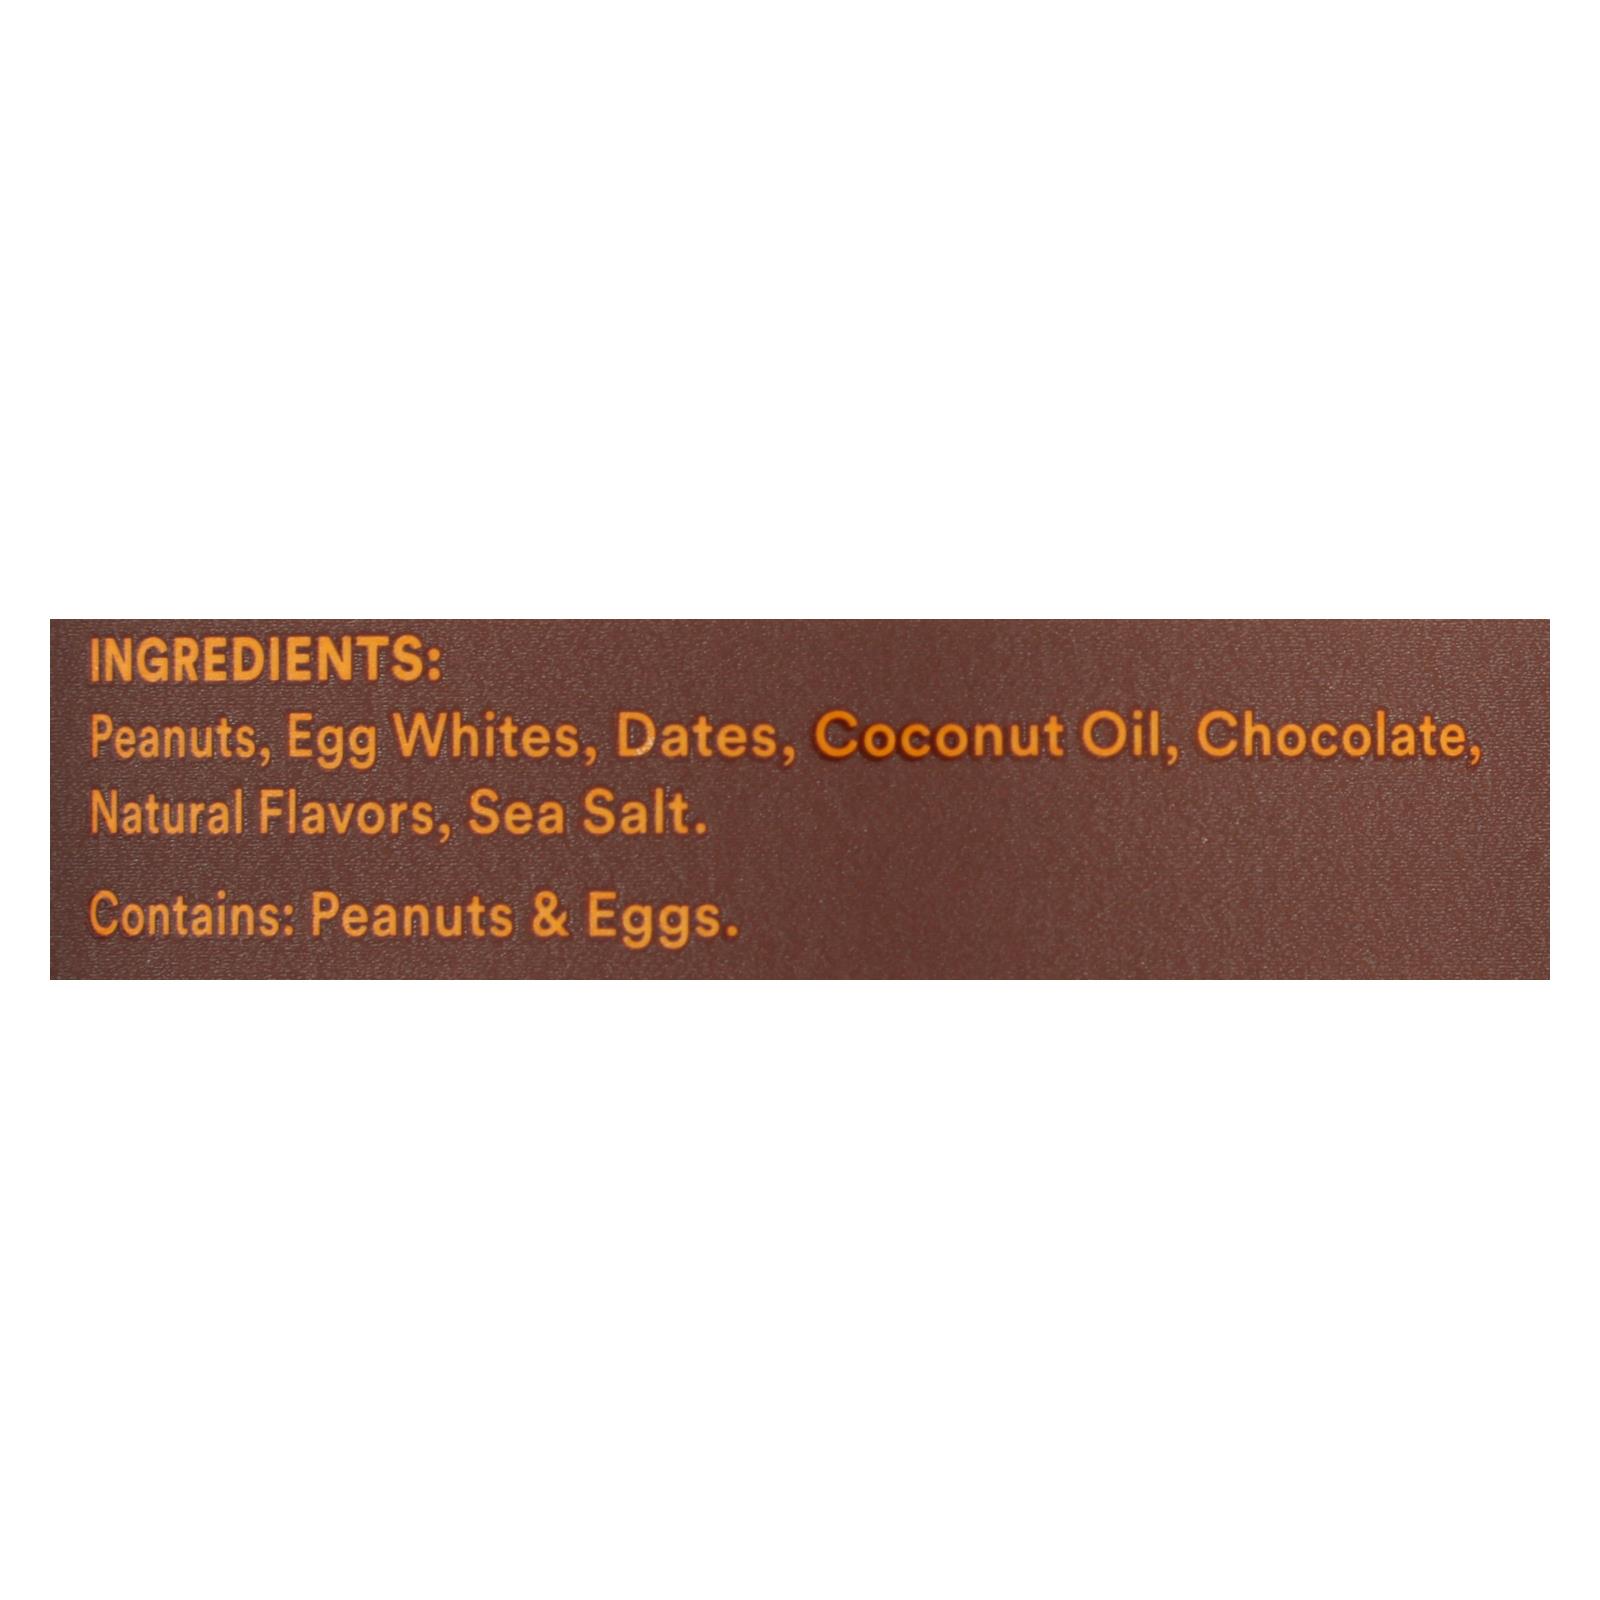 INGREDIENTS:
Peanuts, Egg Whites, Dates, Coconut Oil, Chocolate,
Natural Flavors, Sea Salt.
Contains: Peanuts & Eggs.